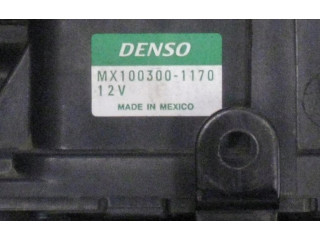 DENSO
MX100300-1170
12V
MADE IN MEXICO